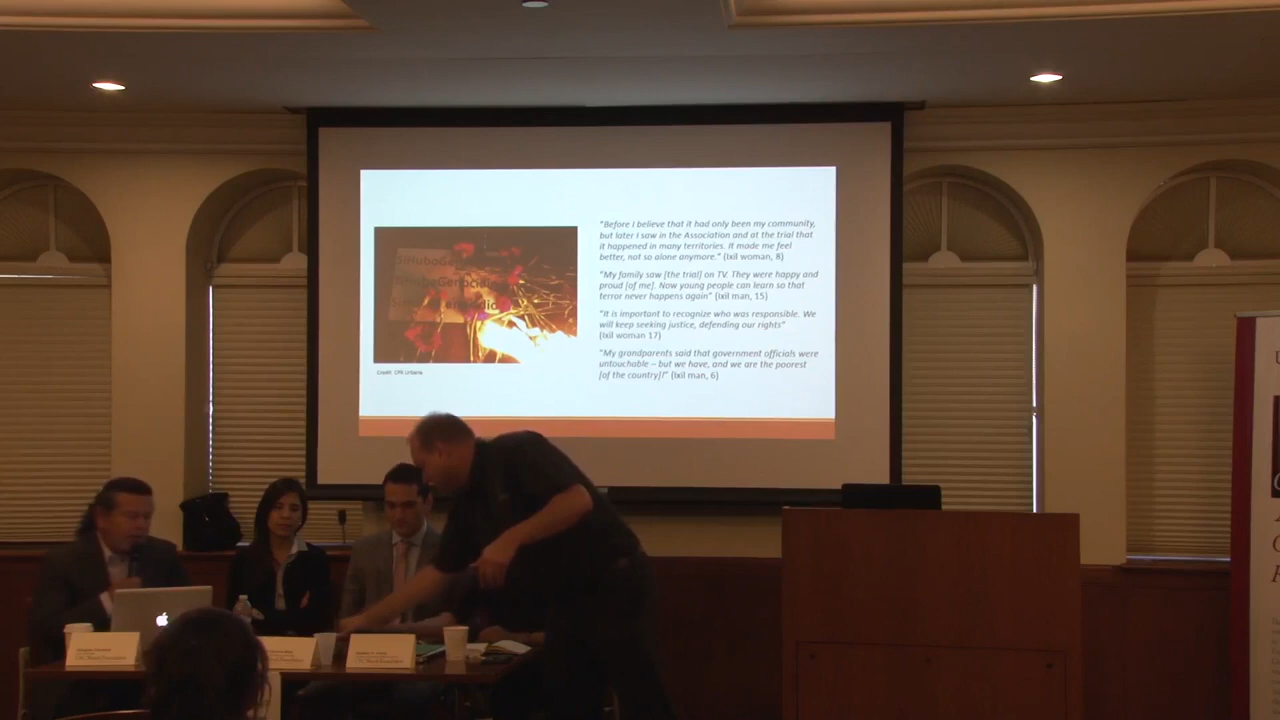 "Before I believe that it had only been my community,
but later I saw in the Association and at the trial that
it happened in many territories. It made me feel
better, not so alone anymore." (Ixil woman, 8)
"My family saw [the trial] on TV. They were happy and
proud [of me]. Now young people can learn so that
terror never happens again" (Ixil man, 15)
"It is important to recognize who was responsible. We
will keep seeking justice, defending our rights"
(Ixil woman 17)
"My grandparents said that government officials were
untouchable – but we have, and we are the poorest
[of the country]!" (Ixil man, 6)
Credit: CPR Urbana